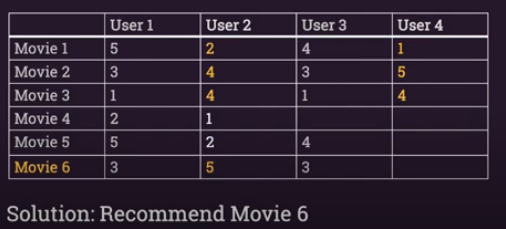 User 1 User 2 User 3 User 4
Movie 1 5 2 4 1
Movie 2 3 4 3 5
Movie 3 1 4 1 4
Movie 4 2 1
Movie 5 5 2 4
Movie 6 3 5 3
Solution: Recommend Movie 6